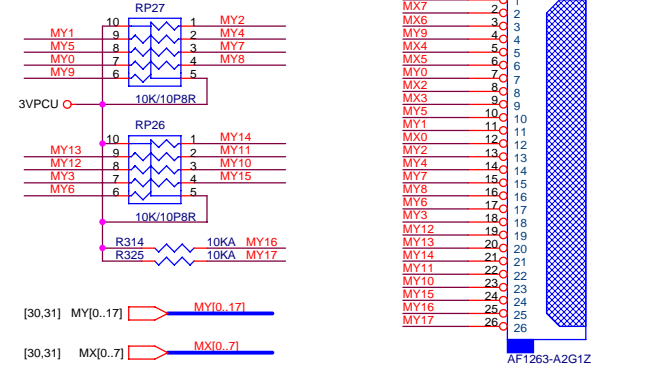 RP27
10 1 MY2
MY1 9 2 MY4
MY5 8 3 MY7
MY0 7 4 MY8
MY9 6 5
3VPCU
10K/10P8R
RP26
10 1 MY14
MY13 9 2 MY11
MY12 8 3 MY10
MY3 7 4 MY15
MY6 6 5
10K/10P8R
R314 10KA MY16
R325 10KA MY17
[30,31] MY[0..17] MY[0..17]
[30,31] MX[0..7] MX[0..7]
1
MX7 2 2
MX6 3 3
MY9 4 4
MX4 5 5
MX5 6 6
MY0 7 7
MX2 8 8
MX3 9 9
MY5 10 10
MY1 11 11
MX0 12 12
MY2 13 13
MY4 14 14
MY7 15 15
MY8 16 16
MY6 17 17
MY3 18 18
MY12 19 19
MY13 20 20
MY14 21 21
MY11 22 22
MY10 23 23
MY15 24 24
MY16 25 25
MY17 26 26
AF1263-A2G1Z